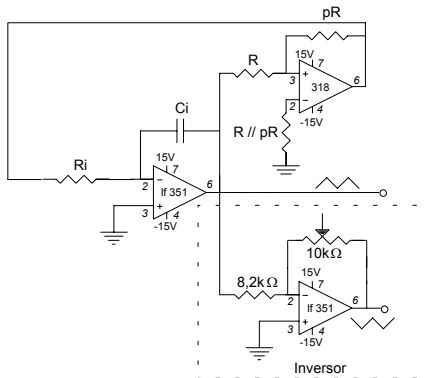 pR
R
15V
7
3
+
6
318
2
−
4
-15V
R // pR
Ci
Ri
15V
7
2
−
6
lf 351
3
+
4
-15V
10kΩ
8,2kΩ
15V
7
2
−
6
lf 351
3
+
4
-15V
Inversor